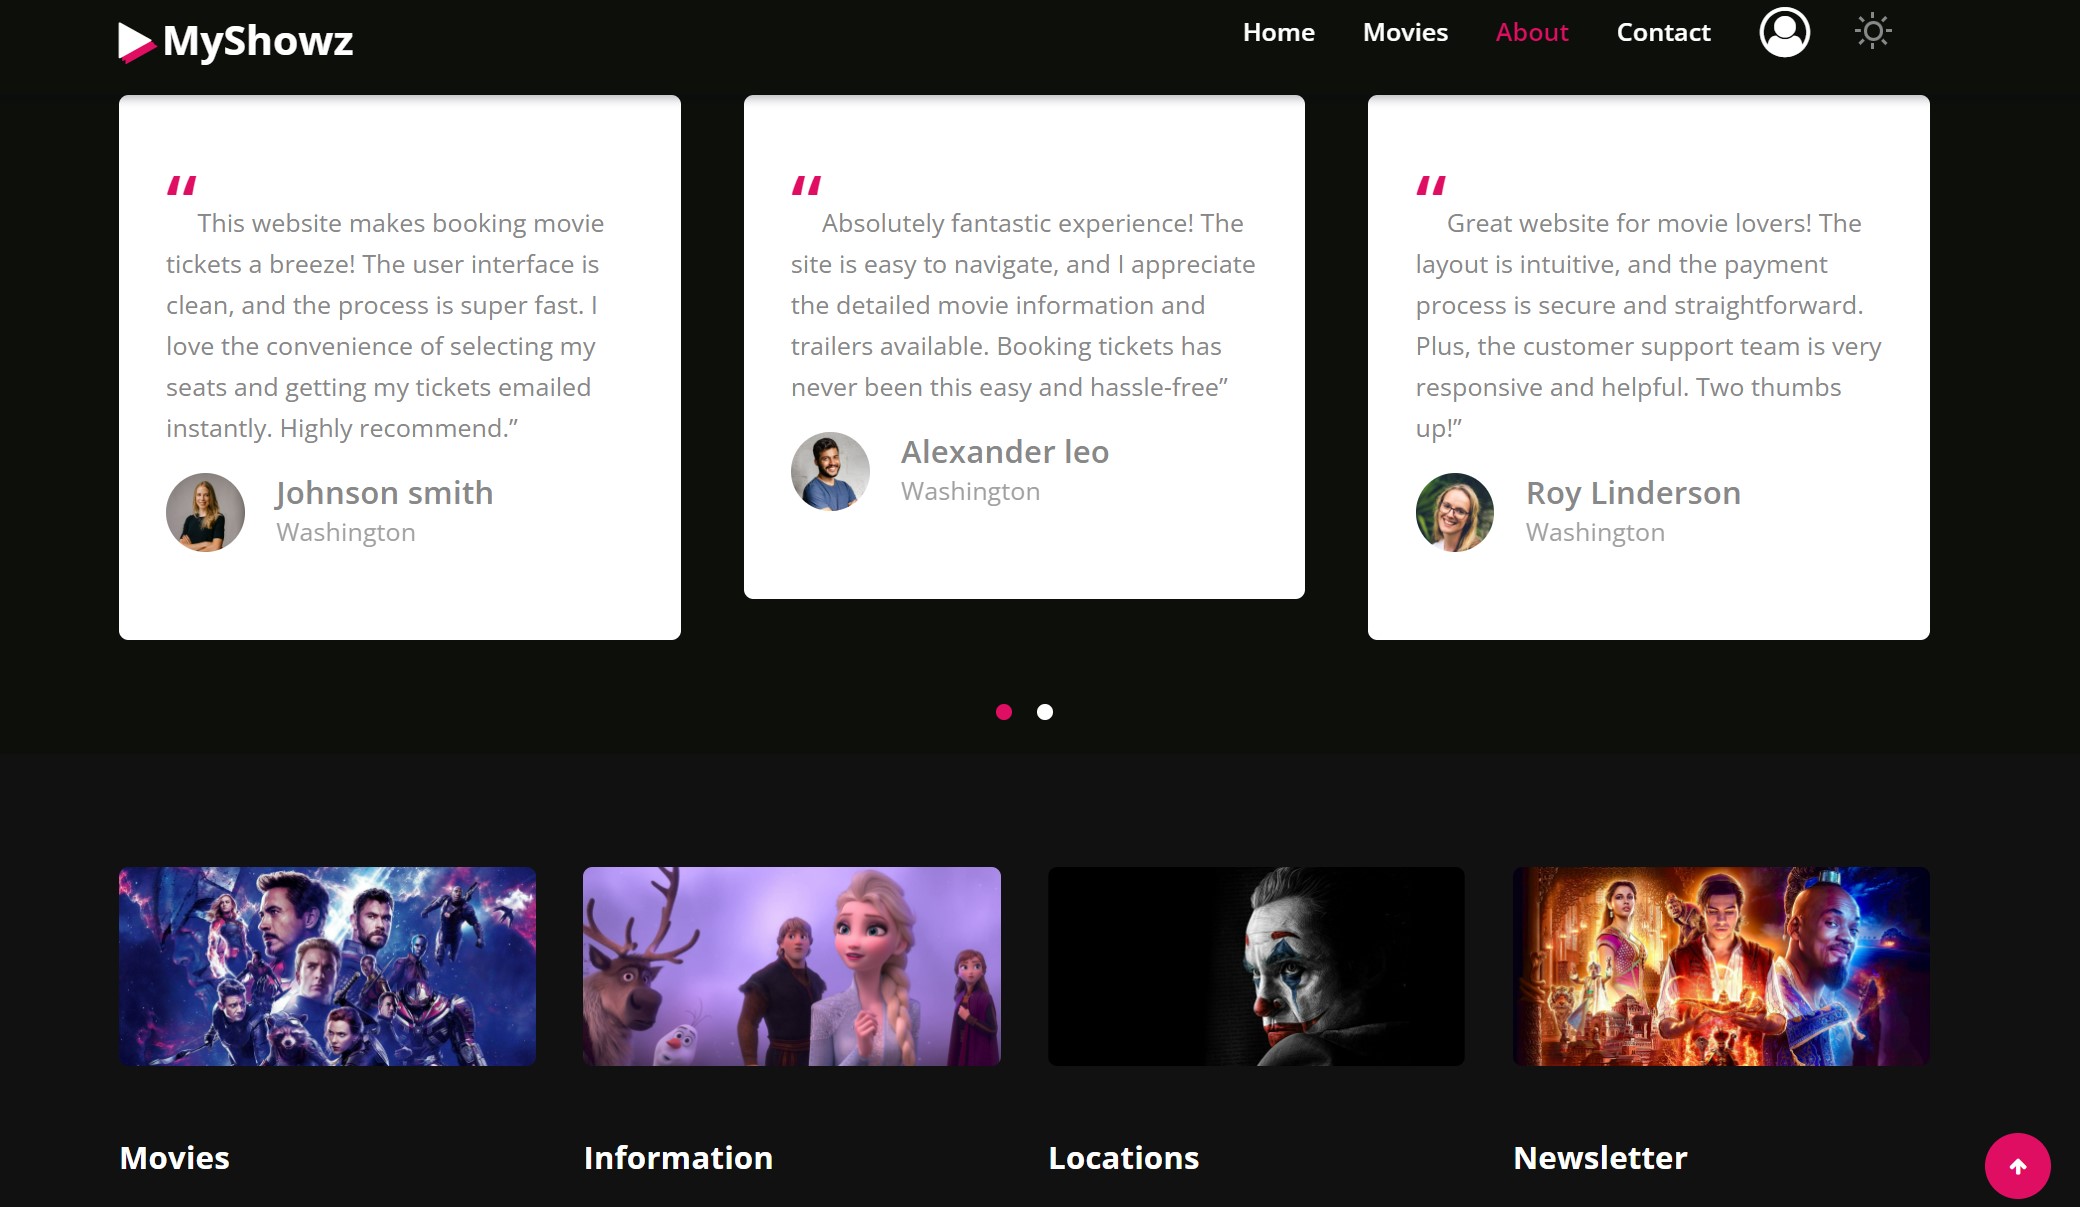 MyShowz
Home Movies About Contact
“
This website makes booking movie
tickets a breeze! The user interface is
clean, and the process is super fast. I
love the convenience of selecting my
seats and getting my tickets emailed
instantly. Highly recommend.”
Johnson smith
Washington
“
Absolutely fantastic experience! The
site is easy to navigate, and I appreciate
the detailed movie information and
trailers available. Booking tickets has
never been this easy and hassle-free”
Alexander leo
Washington
“
Great website for movie lovers! The
layout is intuitive, and the payment
process is secure and straightforward.
Plus, the customer support team is very
responsive and helpful. Two thumbs
up!”
Roy Linderson
Washington
Movies
Information
Locations
Newsletter